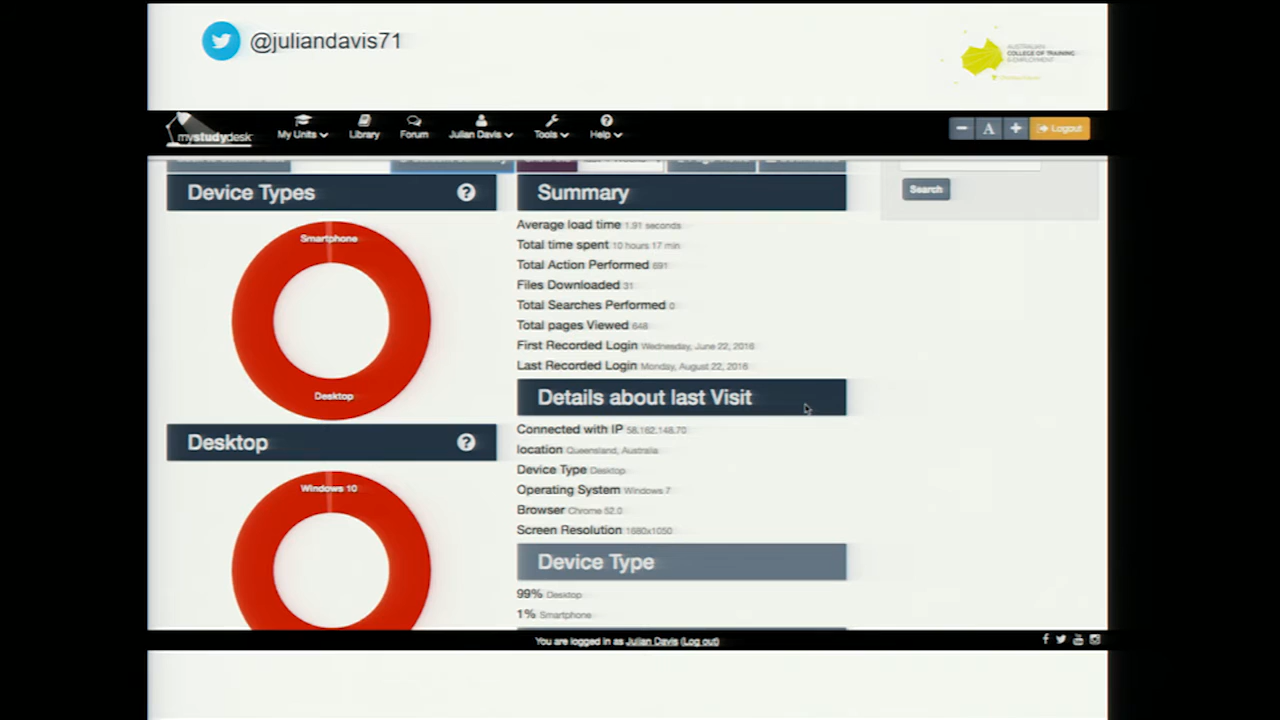 @juliandavis71
AUSTRALIAN
COLLEGE OF TRAINING
& EMPLOYMENT
mystudydesk
My Units
Library
Forum
Julian Davis
Tools
Help
A
Logout
Device Types
Summary
Search
Smartphone
Desktop
Average load time 1.91 seconds
Total time spent 10 hours 17 min
Total Action Performed 691
Files Downloaded 31
Total Searches Performed 0
Total pages Viewed 648
First Recorded Login Wednesday, June 22, 2016
Last Recorded Login Monday, August 22, 2016
Details about last Visit
Desktop
Connected with IP 58.162.148.70
location Queensland, Australia
Device Type Desktop
Operating System Windows 7
Browser Chrome 52.0
Screen Resolution 1680x1050
Windows 10
Device Type
99% Desktop
1% Smartphone
You are logged in as Julian Davis (Log out)